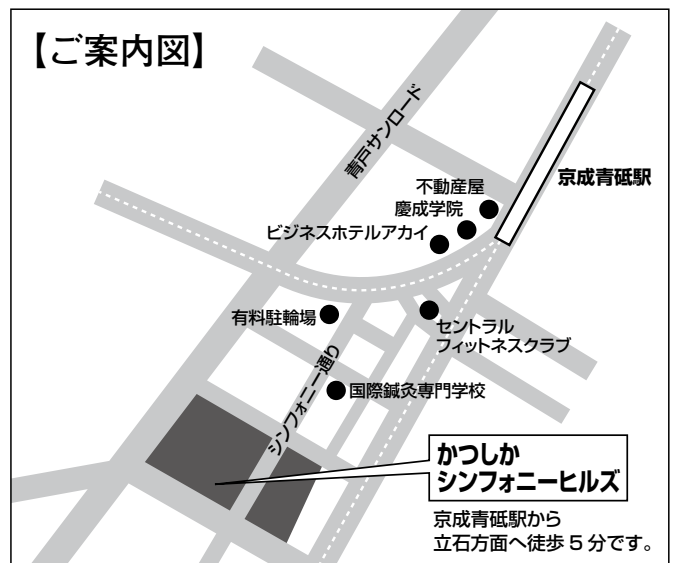 【ご案内図】
青戸サンロード
京成青砥駅
不動産屋
慶成学院
ビジネスホテルアカイ
有料駐輪場
セントラル
フィットネスクラブ
シンフォニー通り
国際鍼灸専門学校
かつしか
シンフォニーヒルズ
京成青砥駅から
立石方面へ徒歩5分です。